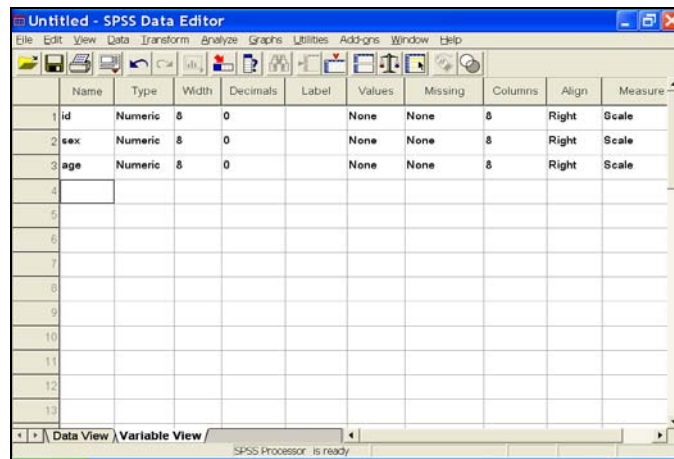 Untitled - SPSS Data Editor
File Edit View Data Transform Analyze Graphs Utilities Add-ons Window Help
Name Type Width Decimals Label Values Missing Columns Align Measure
1 id Numeric 8 0 None None 8 Right Scale
2 sex Numeric 8 0 None None 8 Right Scale
3 age Numeric 8 0 None None 8 Right Scale
4
5
6
7
8
9
10
11
12
13
Data View Variable View
SPSS Processor is ready